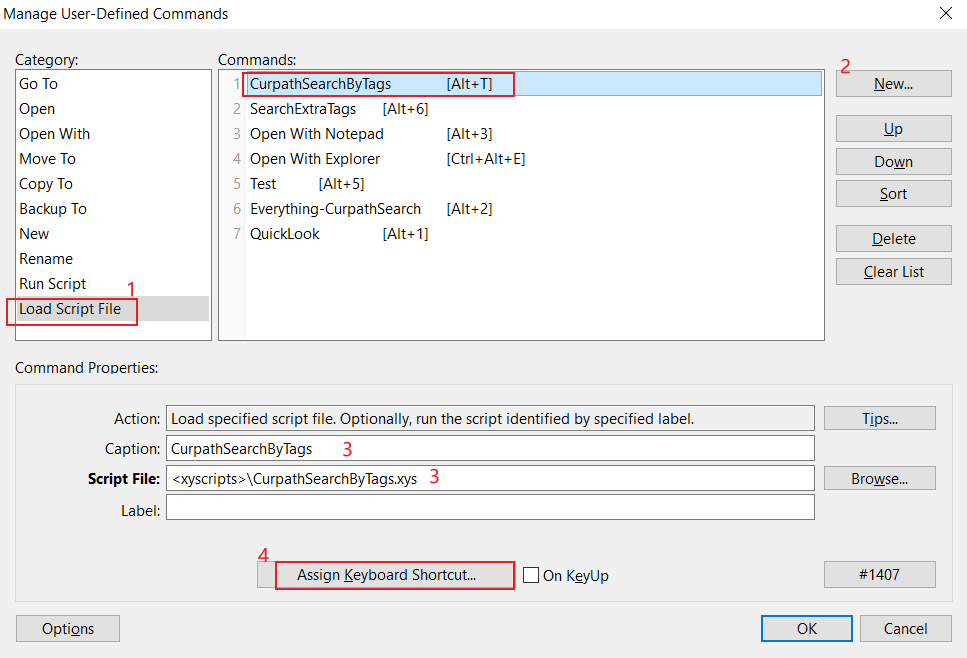 Manage User-Defined Commands
Category:
Commands:
2
Go To
Open
Open With
Move To
Copy To
Backup To
New
Rename
Run Script
1
Load Script File
1 CurpathSearchByTags [Alt+T]
2 SearchExtraTags [Alt+6]
3 Open With Notepad [Alt+3]
4 Open With Explorer [Ctrl+Alt+E]
5 Test [Alt+5]
6 Everything-CurpathSearch [Alt+2]
7 QuickLook [Alt+1]
New...
Up
Down
Sort
Delete
Clear List
Command Properties:
Action: Load specified script file. Optionally, run the script identified by specified label. Tips...
Caption: CurpathSearchByTags 3
Script File: <xyscripts>\CurpathSearchByTags.xys 3 Browse...
Label:
4
Assign Keyboard Shortcut... On KeyUp #1407
Options OK Cancel